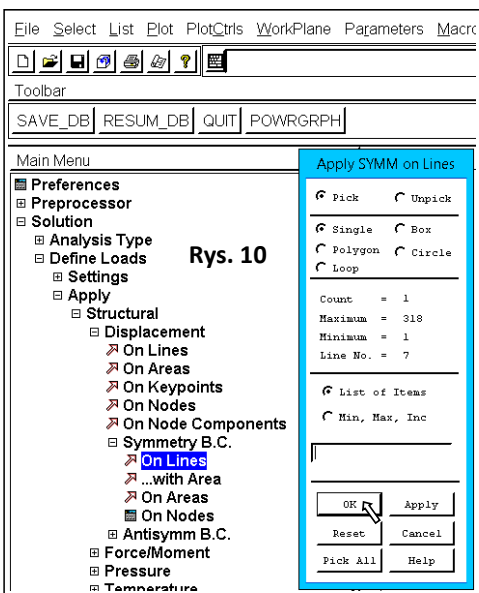 File Select List Plot PlotCtrls WorkPlane Parameters Macro
Toolbar
SAVE_DB RESUM_DB QUIT POWRGRPH
Main Menu
Preferences
Preprocessor
Solution
Analysis Type
Define Loads
Settings
Apply
Structural
Displacement
On Lines
On Areas
On Keypoints
On Nodes
On Node Components
Symmetry B.C.
On Lines
...with Area
On Areas
On Nodes
Antisymm B.C.
Force/Moment
Pressure
Temperature
Rys. 10
Apply SYMM on Lines
Pick Unpick
Single Box
Polygon Circle
Loop
Count = 1
Maximum = 318
Minimum = 1
Line No. = 7
List of Items
Min, Max, Inc
OK Apply
Reset Cancel
Pick All Help